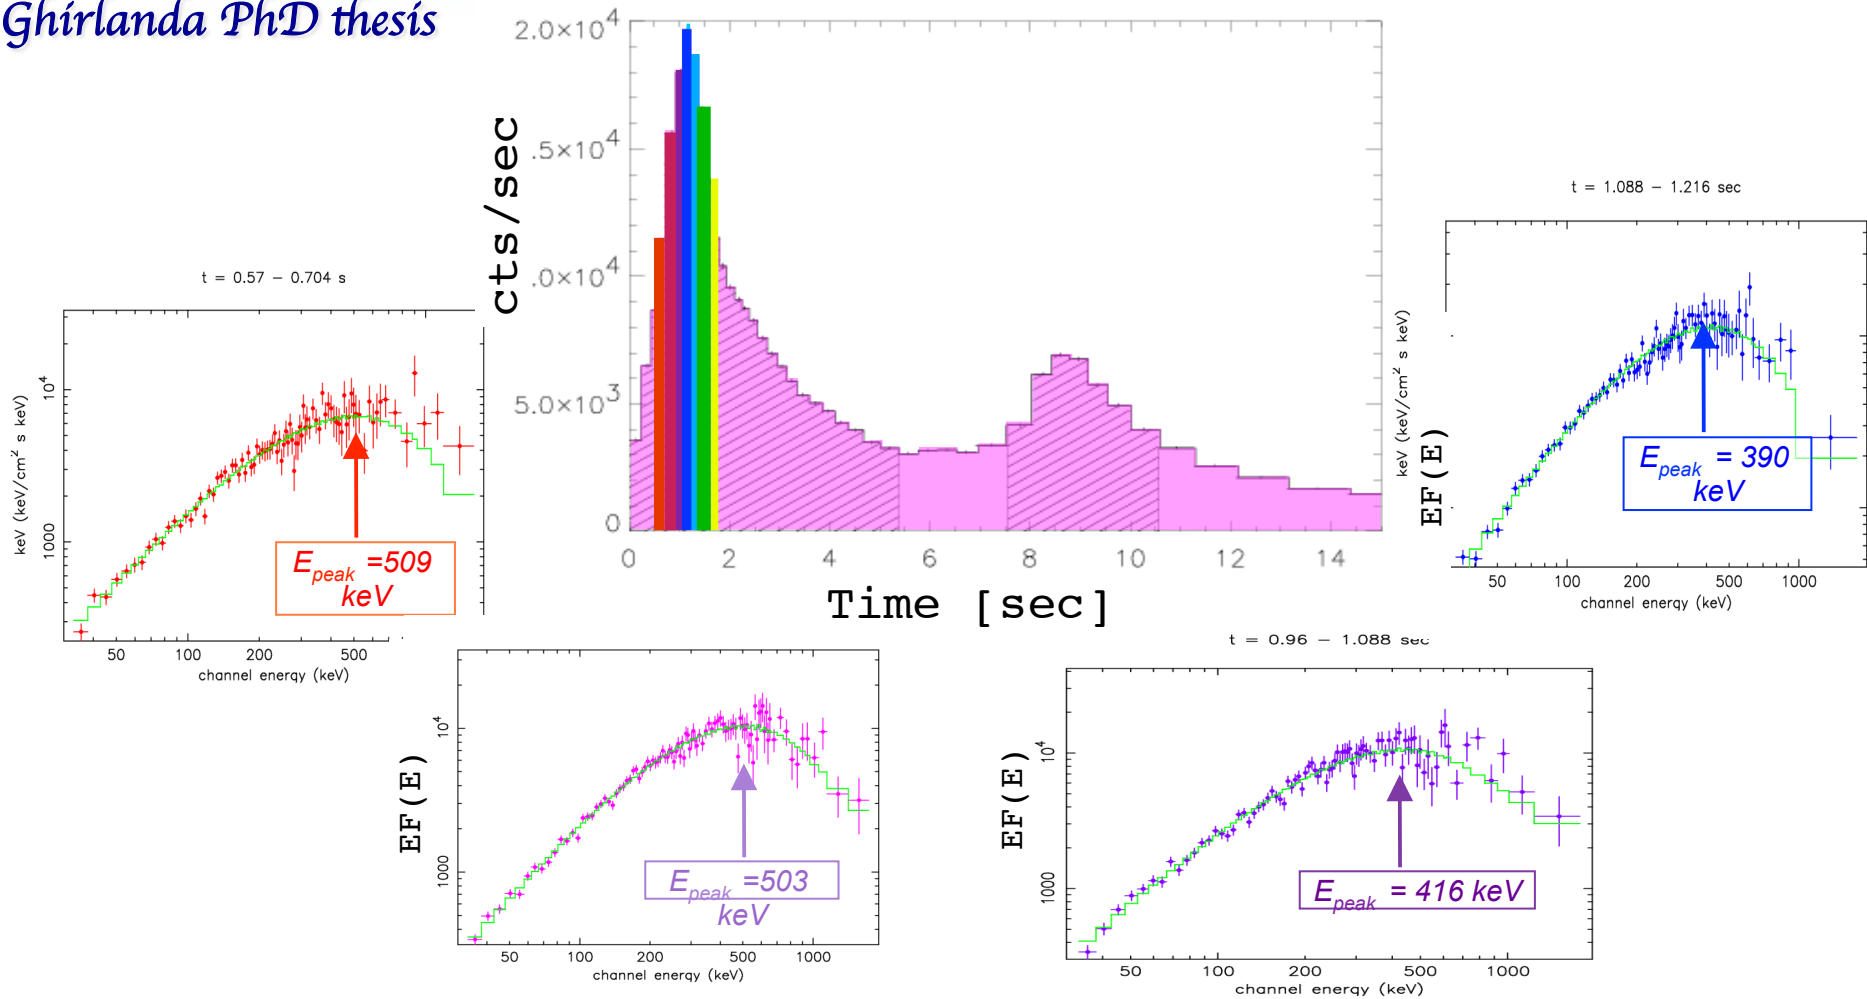 Ghirlanda PhD thesis
2.0×10⁴
.5×10⁴
.0×10⁴
5.0×10³
0
cts/sec
0 2 4 6 8 10 12 14
Time [sec]
t = 0.57 – 0.704 s
keV (keV/cm² s keV)
10⁴
1000
E_peak =509
keV
50 100 200 500
channel energy (keV)
t = 1.088 – 1.216 sec
keV (keV/cm² s keV)
EF(E)
E_peak = 390
keV
50 100 200 500 1000
channel energy (keV)
EF(E)
10⁴
1000
E_peak =503
keV
50 100 200 500 1000
channel energy (keV)
t = 0.96 – 1.088 sec
EF(E)
10⁴
1000
E_peak = 416 keV
50 100 200 500 1000
channel energy (keV)